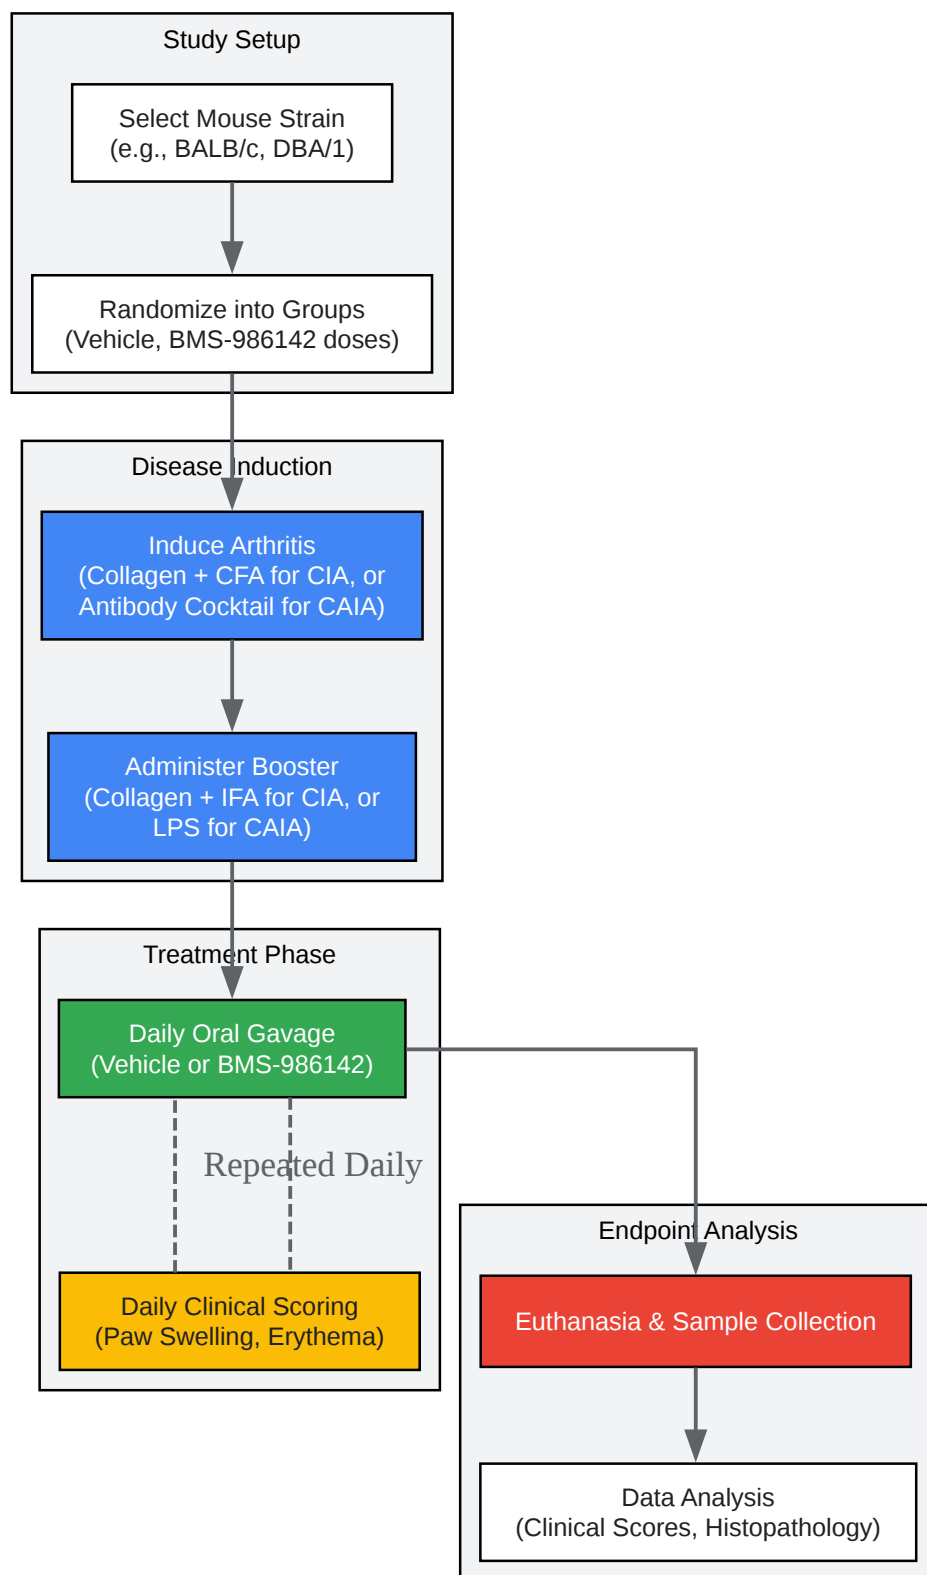 Study Setup
Select Mouse Strain
(e.g., BALB/c, DBA/1)
Randomize into Groups
(Vehicle, BMS-986142 doses)
Disease Induction
Induce Arthritis
(Collagen + CFA for CIA, or
Antibody Cocktail for CAIA)
Administer Booster
(Collagen + IFA for CIA, or
LPS for CAIA)
Treatment Phase
Daily Oral Gavage
(Vehicle or BMS-986142)
Repeated Daily
Daily Clinical Scoring
(Paw Swelling, Erythema)
Endpoint Analysis
Euthanasia & Sample Collection
Data Analysis
(Clinical Scores, Histopathology)